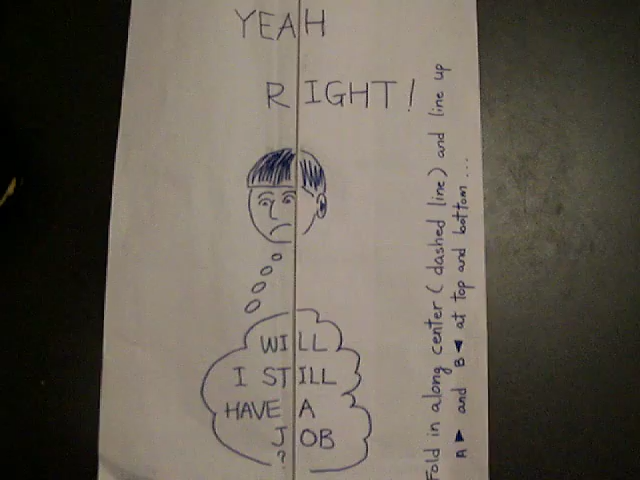 YEAH
RIGHT!
WILL
I STILL
HAVE A
JOB
?
Fold in along center (dashed line) and line up
A ► and B ◄ at top and bottom...